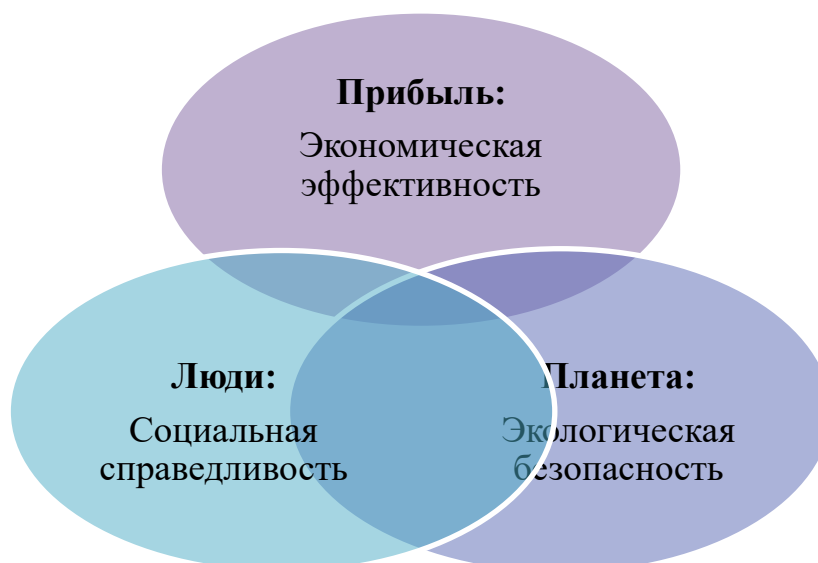 Прибыль:
Экономическая
эффективность
Люди:
Социальная
справедливость
Планета:
Экологическая
безопасность